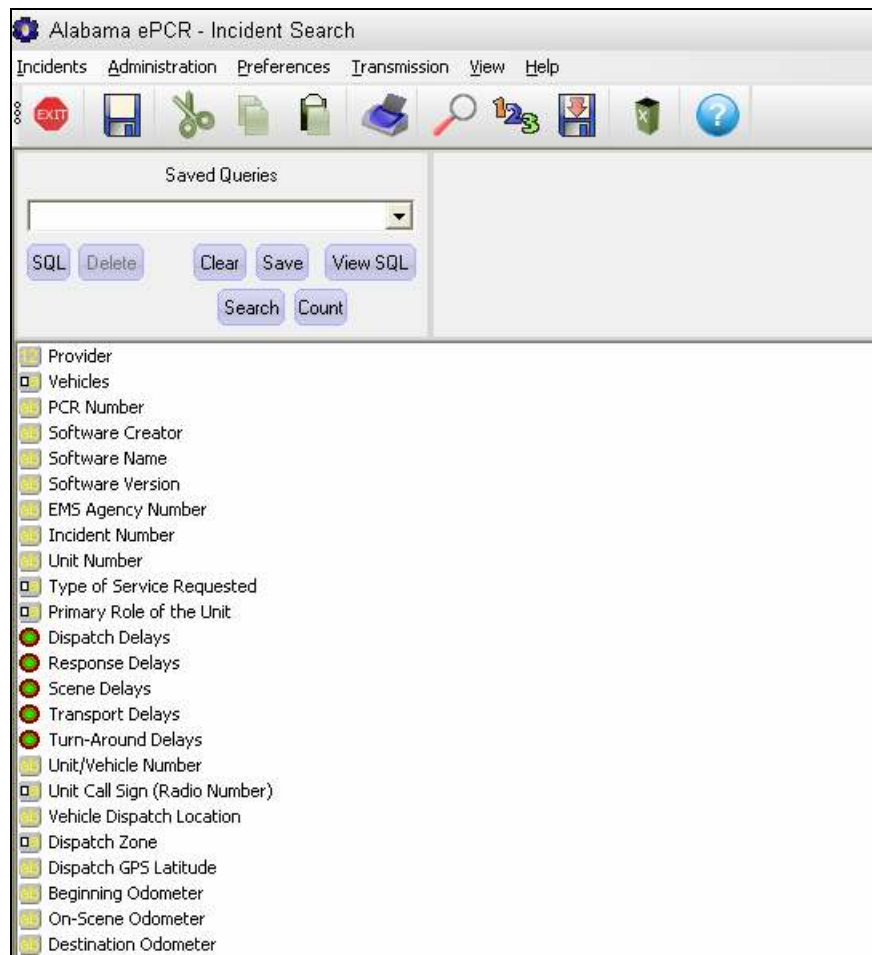 Alabama ePCR - Incident Search
Incidents Administration Preferences Transmission View Help
EXIT 123 X ?
Saved Queries
SQL Delete Clear Save View SQL
Search Count
Provider
Vehicles
PCR Number
Software Creator
Software Name
Software Version
EMS Agency Number
Incident Number
Unit Number
Type of Service Requested
Primary Role of the Unit
Dispatch Delays
Response Delays
Scene Delays
Transport Delays
Turn-Around Delays
Unit/Vehicle Number
Unit Call Sign (Radio Number)
Vehicle Dispatch Location
Dispatch Zone
Dispatch GPS Latitude
Beginning Odometer
On-Scene Odometer
Destination Odometer